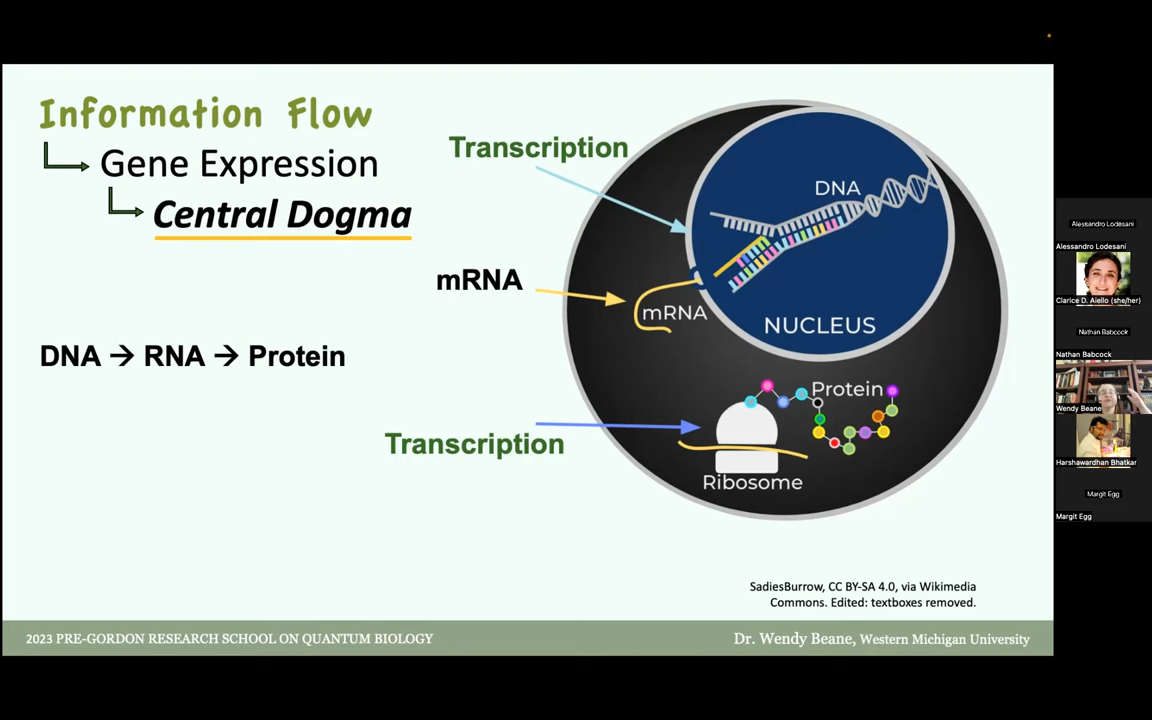 Information Flow
Gene Expression
Central Dogma
Transcription
DNA
mRNA
mRNA
NUCLEUS
DNA → RNA → Protein
Protein
Transcription
Ribosome
SadiesBurrow, CC BY-SA 4.0, via Wikimedia
Commons. Edited: textboxes removed.
2023 PRE-GORDON RESEARCH SCHOOL ON QUANTUM BIOLOGY
Dr. Wendy Beane, Western Michigan University
Alessandro Lodesani
Alessandro Lodesani
Clarice D. Aiello (she/her)
Nathan Babcock
Nathan Babcock
Wendy Beane
Harshawardhan Bhatkar
Margit Egg
Margit Egg